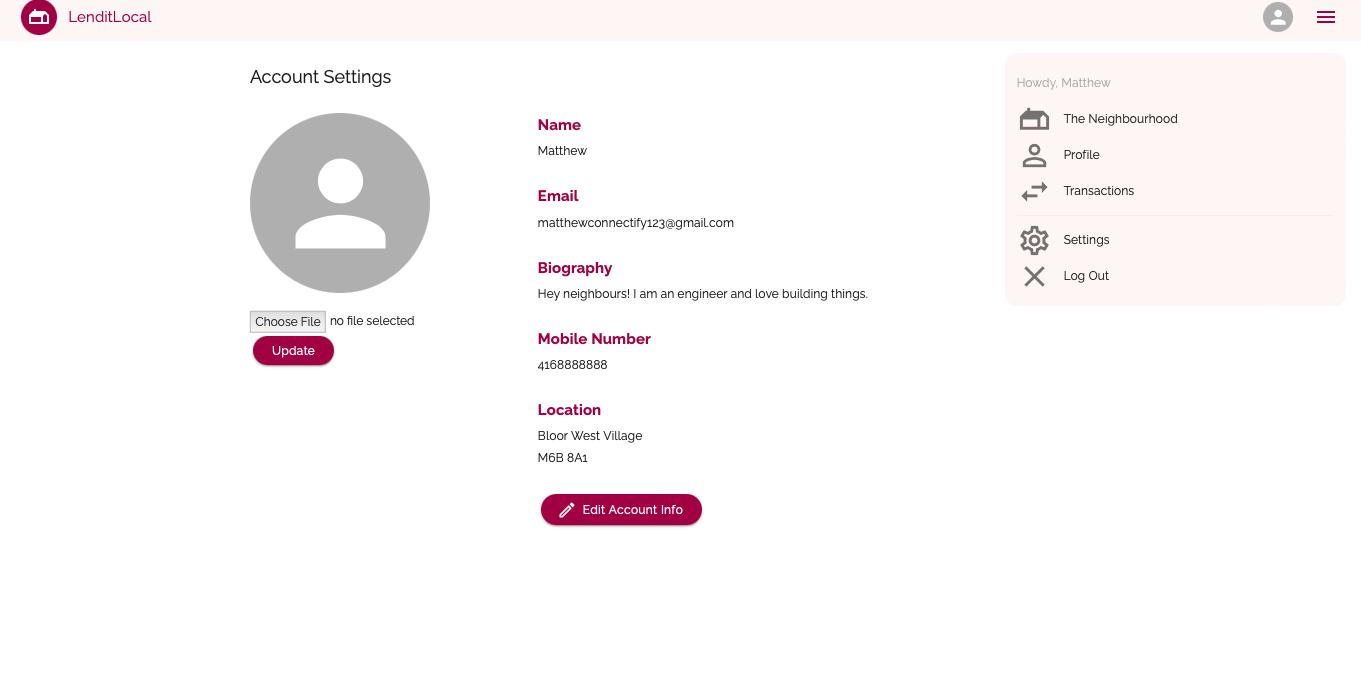 LenditLocal
Account Settings
Choose File no file selected
Update
Name
Matthew
Email
matthewconnectify123@gmail.com
Biography
Hey neighbours! I am an engineer and love building things.
Mobile Number
4168888888
Location
Bloor West Village
M6B 8A1
Edit Account Info
Howdy, Matthew
The Neighbourhood
Profile
Transactions
Settings
Log Out